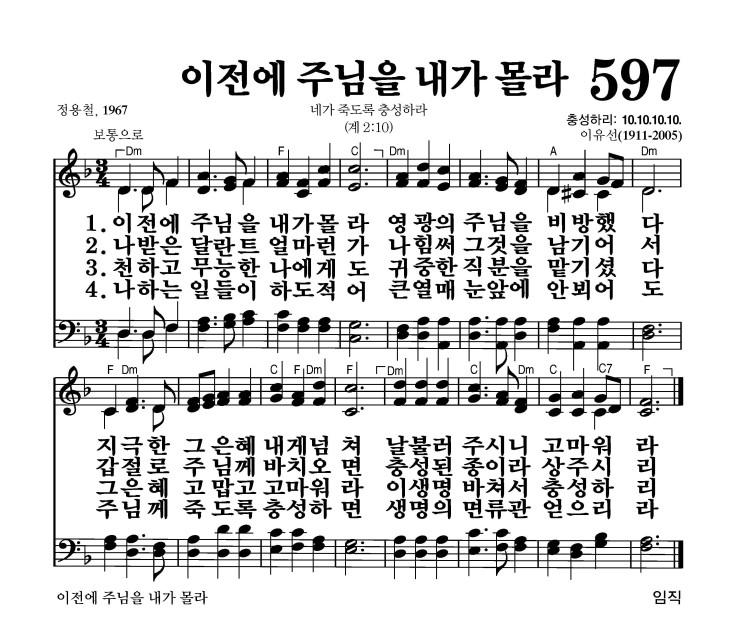 이전에 주님을 내가 몰라 597
정용철, 1967
네가 죽도록 충성하라
(계 2:10)
충성하리: 10.10.10.10.
이유선(1911-2005)
보통으로
Dm F C Dm A Dm
1. 이전에 주님을 내가몰라 영광의 주님을 비방했다
2. 나받은 달란트 얼마런가 나힘써 그것을 남기어서
3. 천하고 무능한 나에게도 귀중한 직분을 맡기셨다
4. 나하는 일들이 하도적어 큰열매 눈앞에 안뵈어도
F Dm C F Dm F Dm C Dm C C7 F
지극한 그은혜 내게넘쳐 날불러 주시니 고마워라
갑절로 주님께 바치오면 충성된 종이라 상주시리
그은혜 고맙고 고마워라 이생명 바쳐서 충성하리
주님께 죽도록 충성하면 생명의 면류관 얻으리라
이전에 주님을 내가 몰라
임직